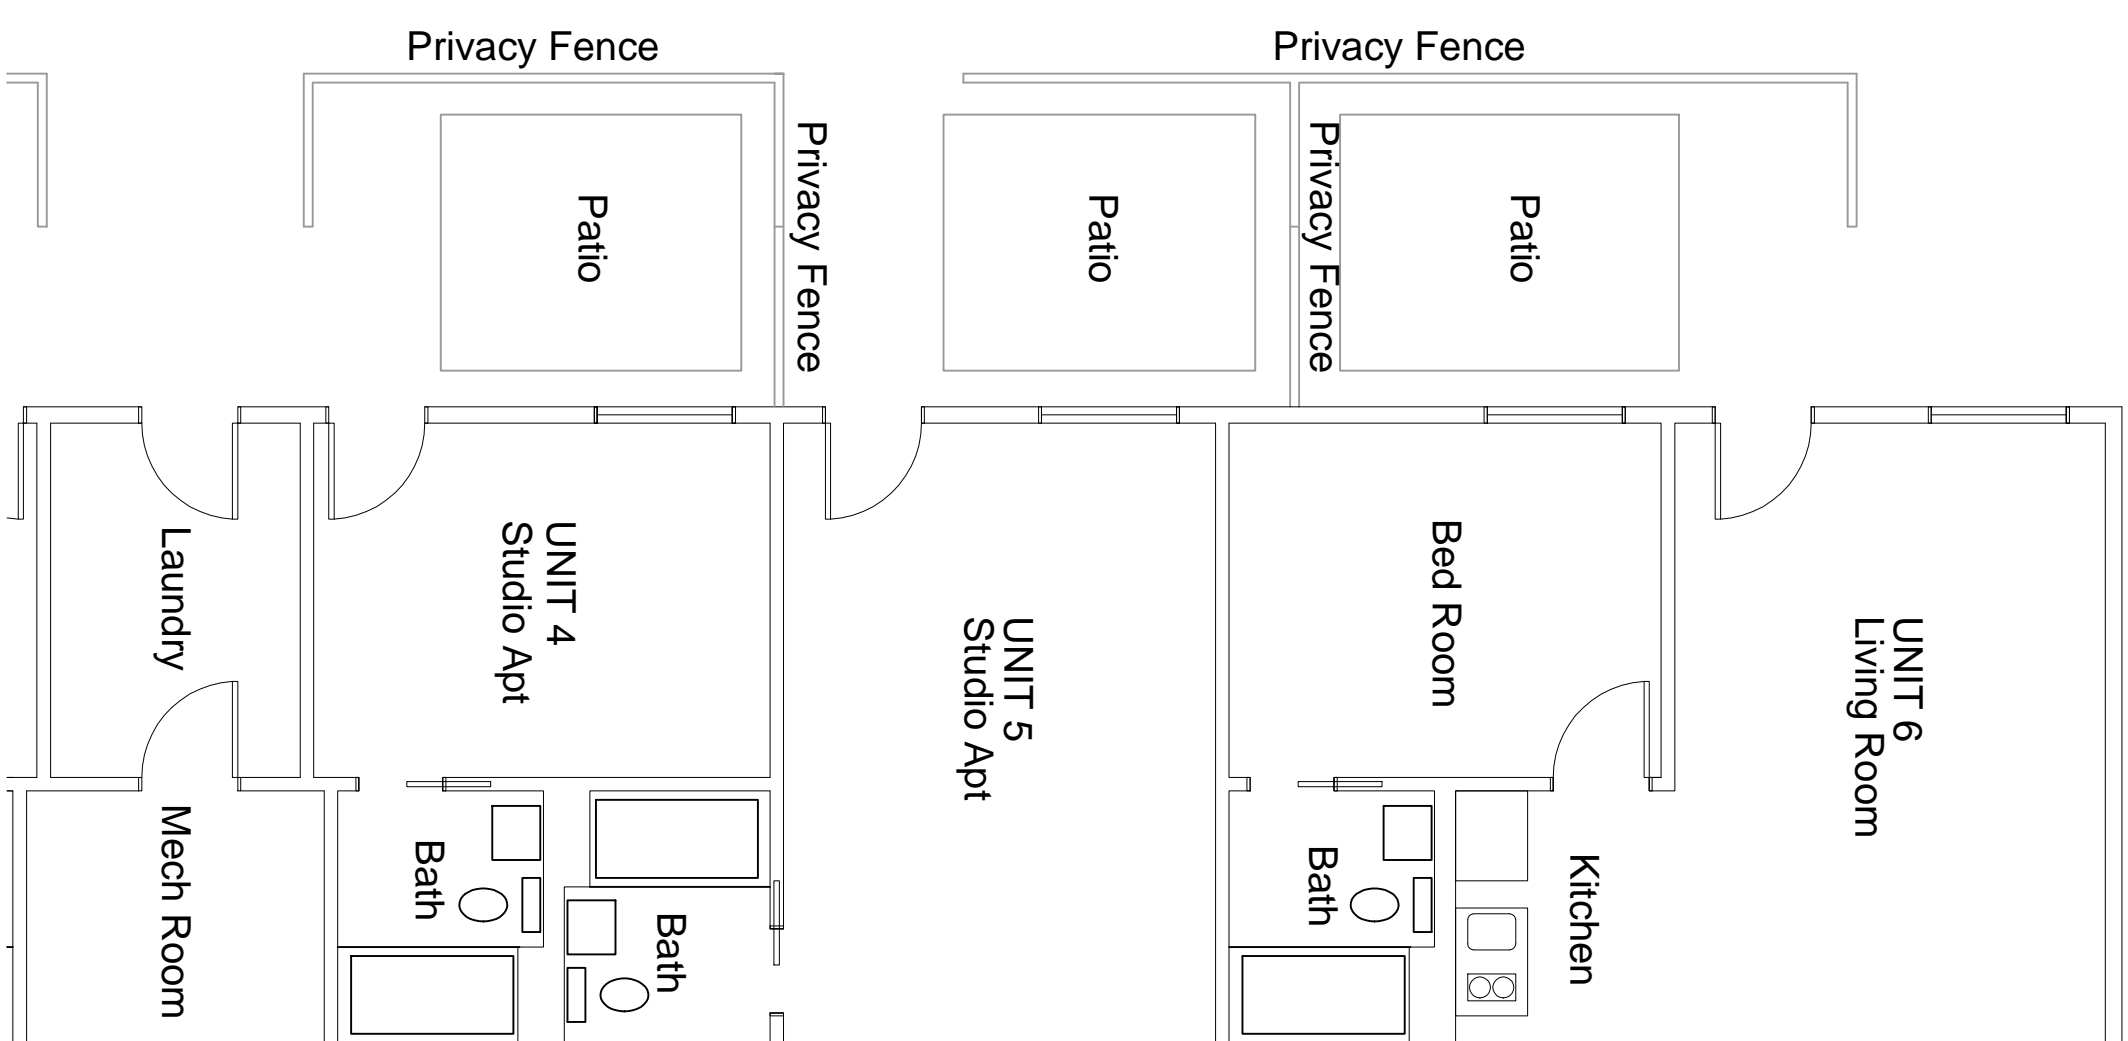 Privacy Fence
Privacy Fence
Privacy Fence
Privacy Fence
Patio
Patio
Patio
Laundry
UNIT 4
Studio Apt
UNIT 5
Studio Apt
Bed Room
UNIT 6
Living Room
Mech Room
Bath
Bath
Bath
Kitchen